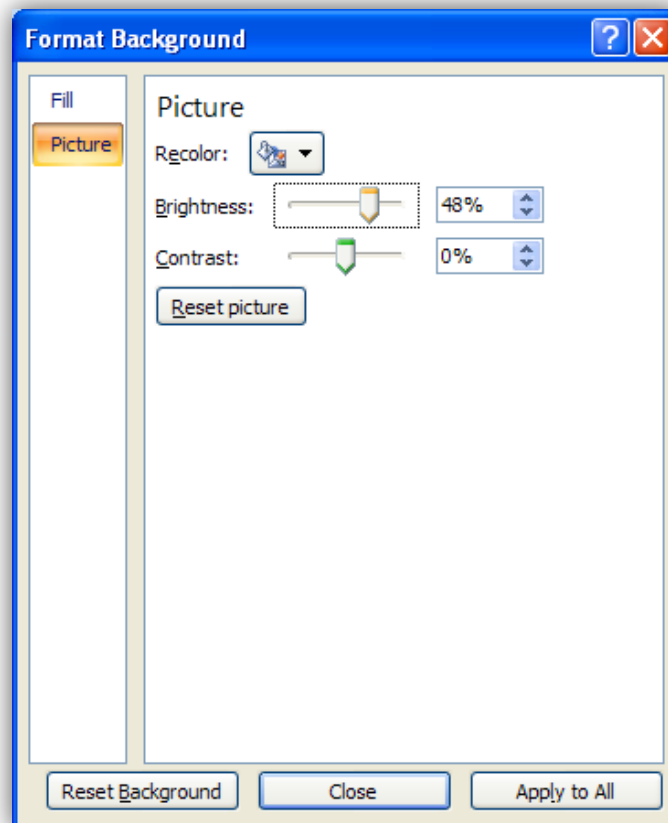 Format Background
?
Fill
Picture
Picture
Recolor:
Brightness: 48%
Contrast: 0%
Reset picture
Reset Background Close Apply to All